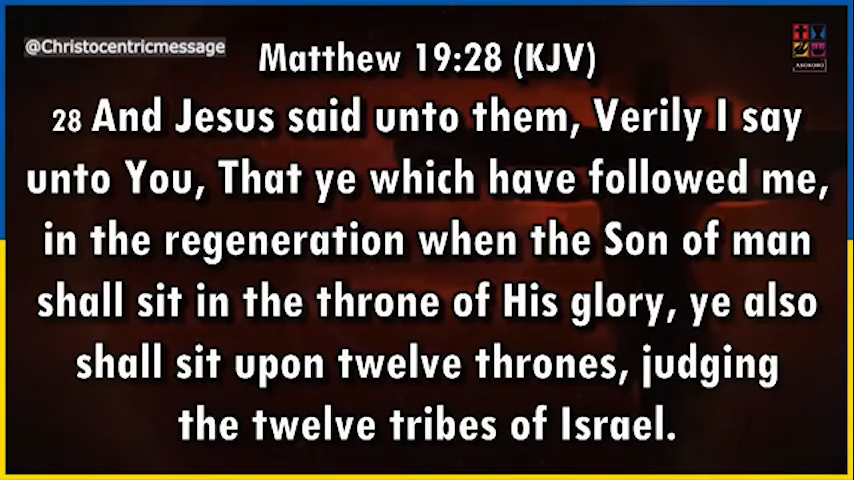 @Christocentricmessage
Matthew 19:28 (KJV)
28 And Jesus said unto them, Verily I say
unto You, That ye which have followed me,
in the regeneration when the Son of man
shall sit in the throne of His glory, ye also
shall sit upon twelve thrones, judging
the twelve tribes of Israel.